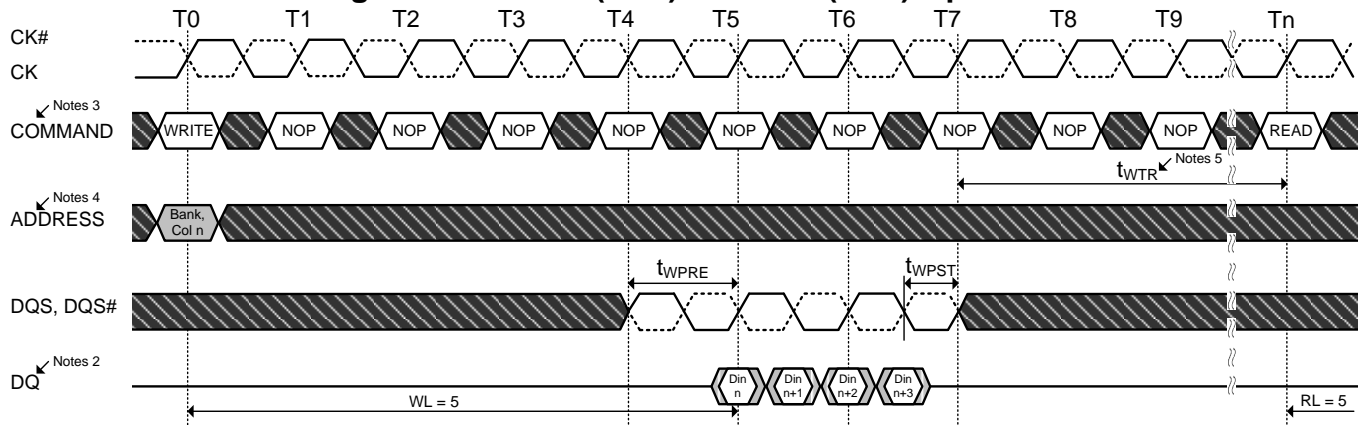 T0 T1 T2 T3 T4 T5 T6 T7 T8 T9 Tn
CK#
CK
Notes 3
COMMAND
WRITE NOP NOP NOP NOP NOP NOP NOP NOP NOP READ
tWTR Notes 5
Notes 4
ADDRESS
Bank,
Col n
tWPRE tWPST
DQS, DQS#
Notes 2
DQ
Din
n
Din
n+1
Din
n+2
Din
n+3
WL = 5
RL = 5